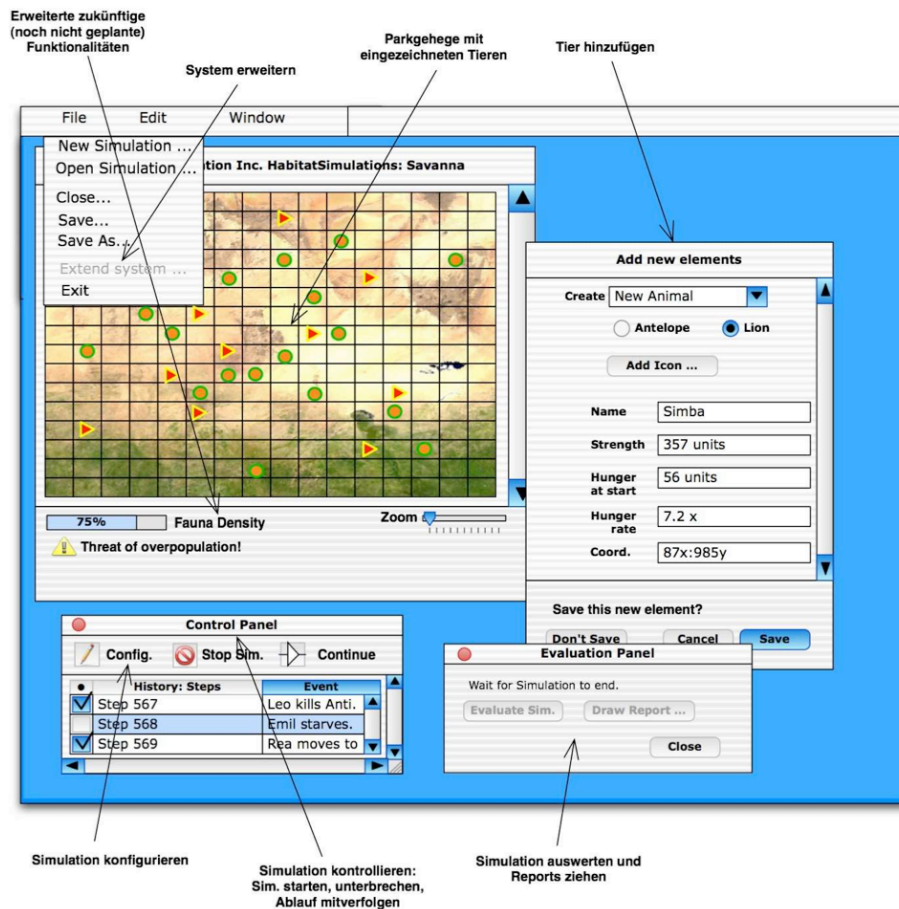 Erweiterte zukünftige
(noch nicht geplante)
Funktionalitäten
System erweitern
Parkgehege mit
eingezeichneten Tieren
Tier hinzufügen
File Edit Window
New Simulation ...
Open Simulation ...
Close...
Save...
Save As...
Extend system ...
Exit
ation Inc. HabitatSimulations: Savanna
75% Fauna Density
Zoom
Threat of overpopulation!
Add new elements
Create New Animal
Antelope Lion
Add Icon ...
Name Simba
Strength 357 units
Hunger
at start
56 units
Hunger
rate
7.2 x
Coord. 87x:985y
Save this new element?
Don't Save Cancel Save
Control Panel
Config. Stop Sim. Continue
History: Steps Event
Step 567 Leo kills Anti.
Step 568 Emil starves.
Step 569 Rea moves to
Evaluation Panel
Wait for Simulation to end.
Evaluate Sim. Draw Report ...
Close
Simulation konfigurieren
Simulation kontrollieren:
Sim. starten, unterbrechen,
Ablauf mitverfolgen
Simulation auswerten und
Reports ziehen